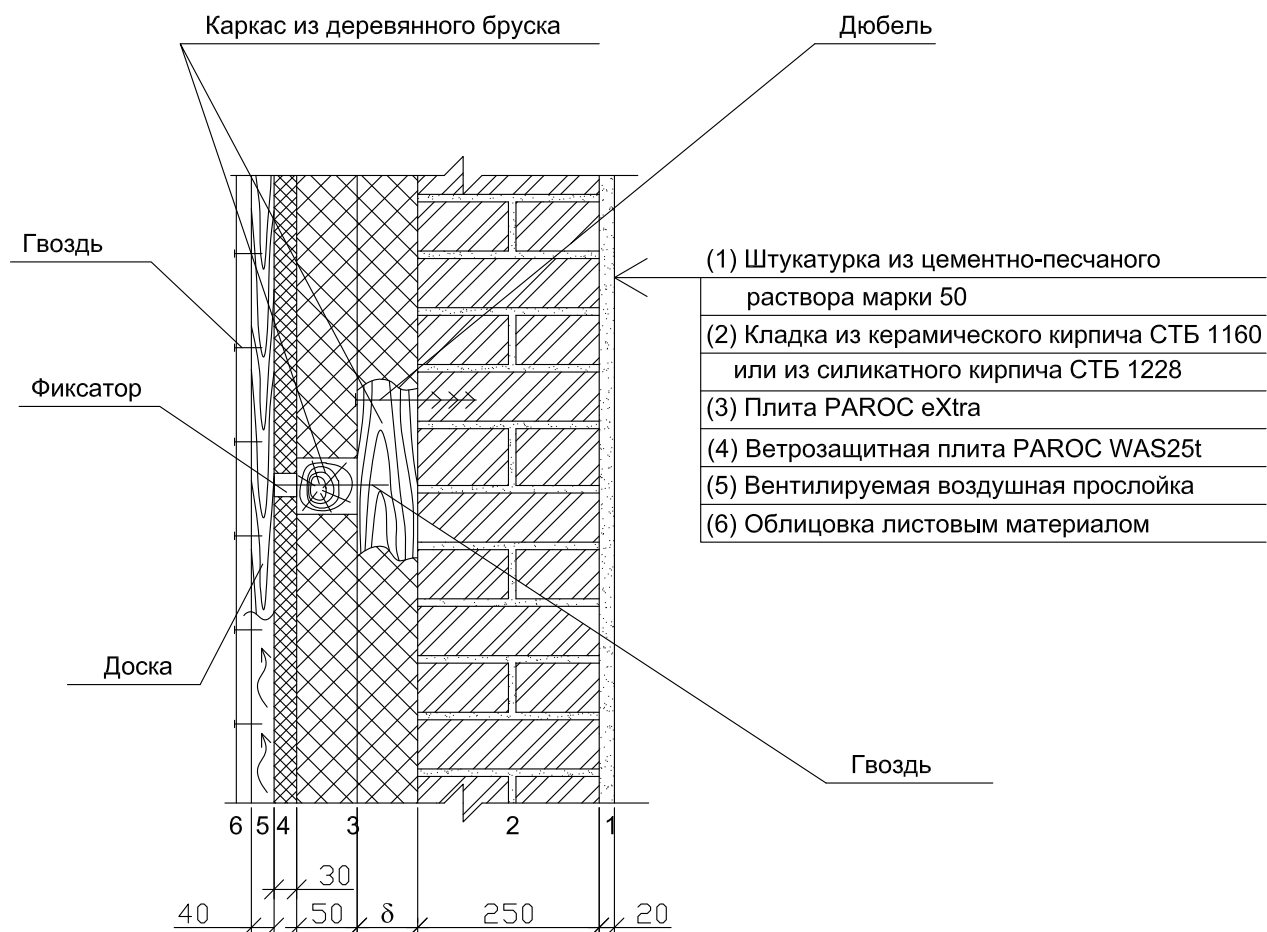 Каркас из деревянного бруска
Дюбель
Гвоздь
(1) Штукатурка из цементно-песчаного
раствора марки 50
(2) Кладка из керамического кирпича СТБ 1160
или из силикатного кирпича СТБ 1228
Фиксатор
(3) Плита PAROC eXtra
(4) Ветрозащитная плита PAROC WAS25t
(5) Вентилируемая воздушная прослойка
(6) Облицовка листовым материалом
Доска
Гвоздь
6 5 4 3 2 1
30
40 50 δ 250 20